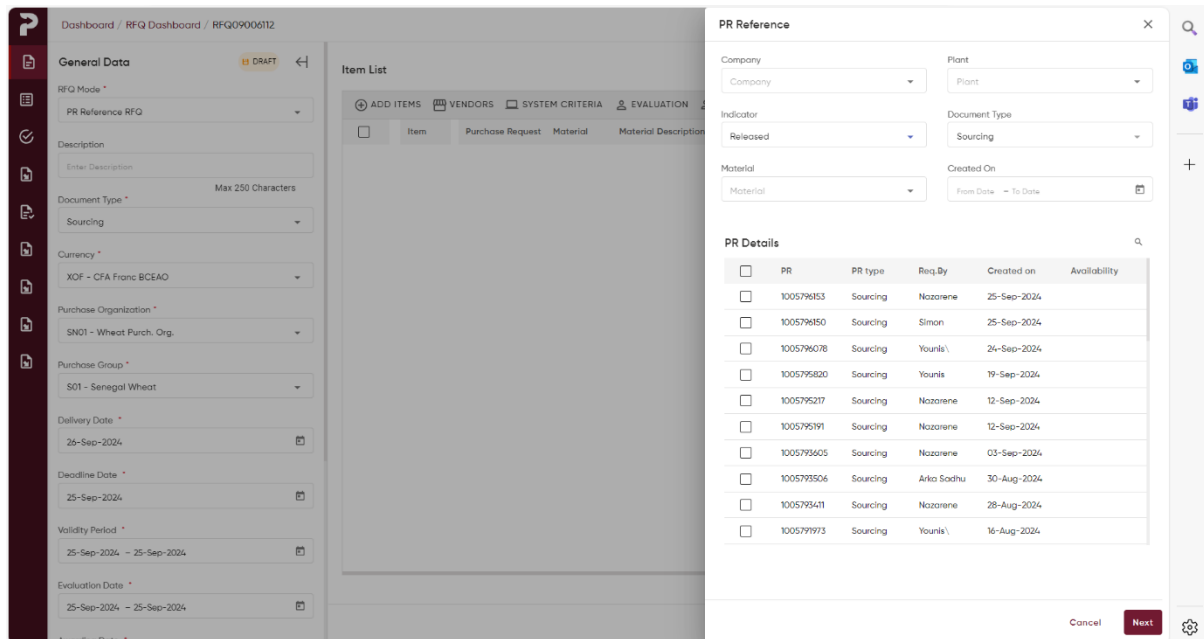 Dashboard / RFQ Dashboard / RFQ09006112
General Data
DRAFT
RFQ Mode *
PR Reference RFQ
Description
Enter Description
Max 250 Characters
Document Type *
Sourcing
Currency *
XOF - CFA Franc BCEAO
Purchase Organization *
SN01 - Wheat Purch. Org.
Purchase Group *
S01 - Senegal Wheat
Delivery Date *
26-Sep-2024
Deadline Date *
25-Sep-2024
Validity Period *
25-Sep-2024 – 25-Sep-2024
Evaluation Date *
25-Sep-2024 – 25-Sep-2024
Item List
ADD ITEMS VENDORS SYSTEM CRITERIA EVALUATION
Item Purchase Request Material Material Description
PR Reference
Company Plant
Company Plant
Indicator Document Type
Released Sourcing
Material Created On
Material From Date – To Date
PR Details
PR PR type Req.By Created on Availability
1005796153 Sourcing Nazarene 25-Sep-2024
1005796150 Sourcing Simon 25-Sep-2024
1005796078 Sourcing Younis\ 24-Sep-2024
1005795820 Sourcing Younis 19-Sep-2024
1005795217 Sourcing Nazarene 12-Sep-2024
1005795191 Sourcing Nazarene 12-Sep-2024
1005793605 Sourcing Nazarene 03-Sep-2024
1005793506 Sourcing Arka Sadhu 30-Aug-2024
1005793411 Sourcing Nazarene 28-Aug-2024
1005791973 Sourcing Younis\ 16-Aug-2024
Cancel Next